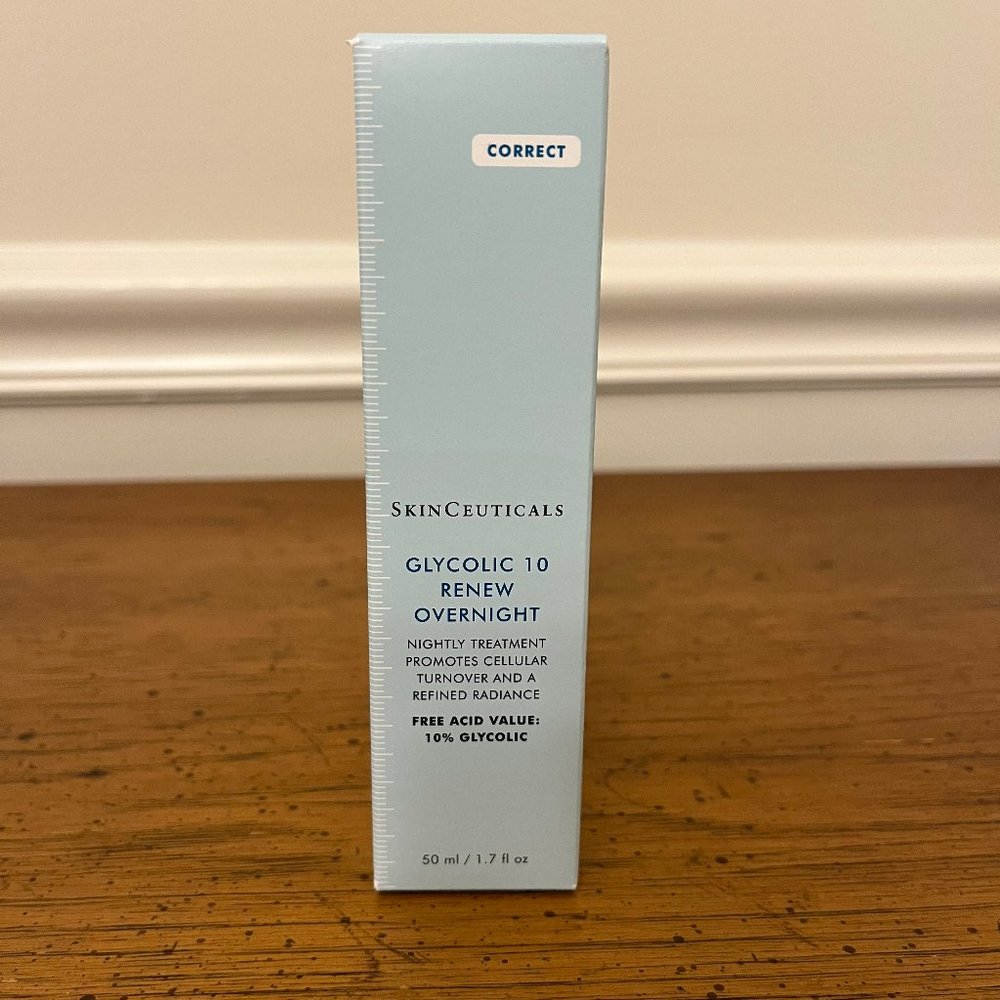 CORRECT
SKINCEUTICALS
GLYCOLIC 10
RENEW
OVERNIGHT
NIGHTLY TREATMENT
PROMOTES CELLULAR
TURNOVER AND A
REFINED RADIANCE
FREE ACID VALUE:
10% GLYCOLIC
50 ml / 1.7 fl oz